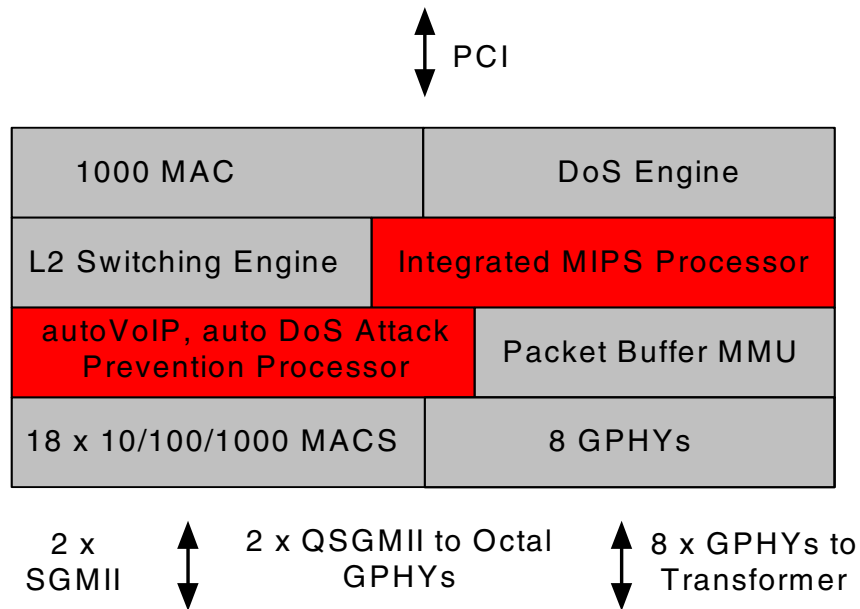 PCI
1000 MAC
DoS Engine
L2 Switching Engine
Integrated MIPS Processor
autoVoIP, auto DoS Attack
Prevention Processor
Packet Buffer MMU
18 x 10/100/1000 MACS
8 GPHYs
2 x
SGMII
2 x QSGMII to Octal
GPHYs
8 x GPHYs to
Transformer